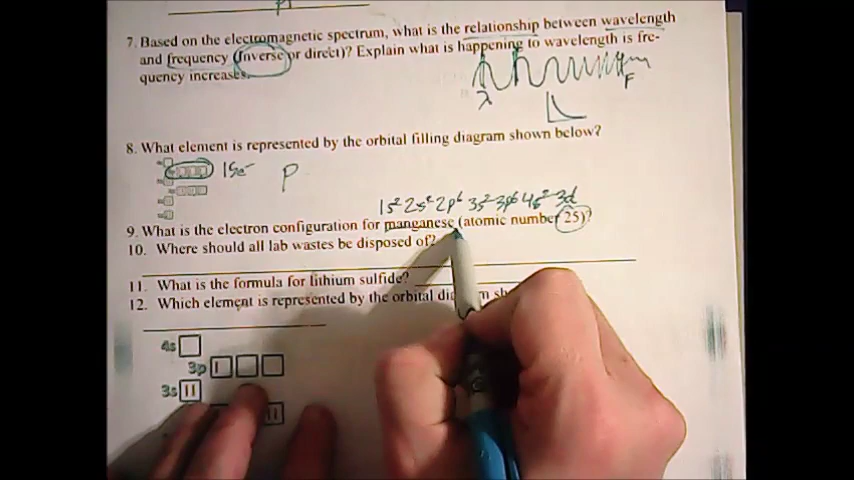 7. Based on the electromagnetic spectrum, what is the relationship between wavelength
and frequency (Inverse or direct)? Explain what is happening to wavelength is fre-
quency increases.
λ F
8. What element is represented by the orbital filling diagram shown below?
15e⁻ P
1s² 2s² 2p⁶ 3s² 3p⁶ 4s² 3d
9. What is the electron configuration for manganese (atomic number 25)?
10. Where should all lab wastes be disposed of?
11. What is the formula for lithium sulfide?
12. Which element is represented by the orbital
4s
3p
3s